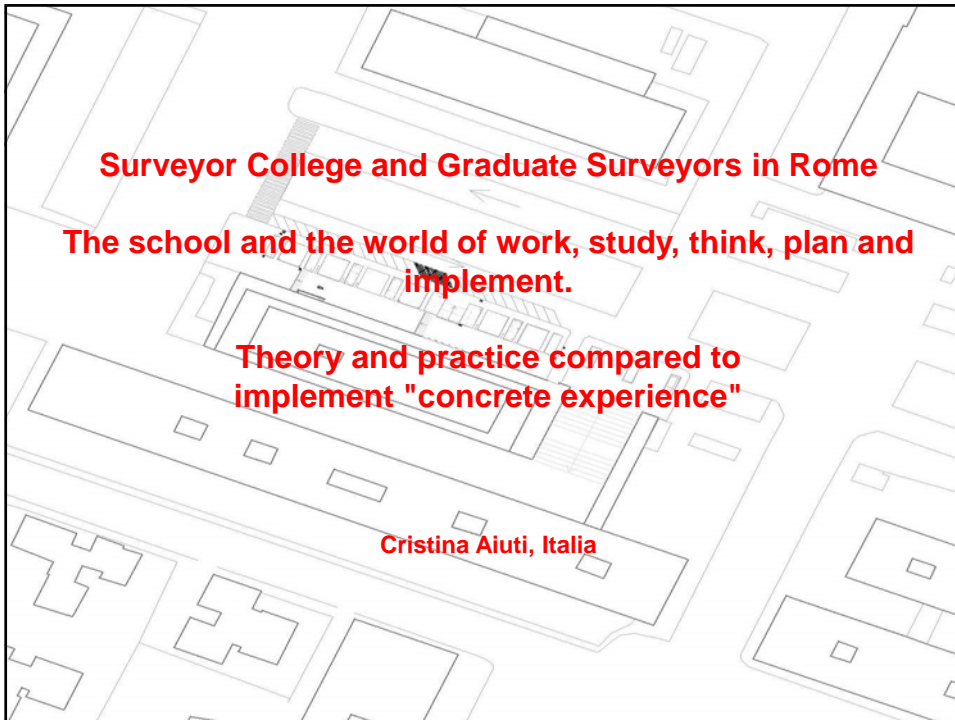 Surveyor College and Graduate Surveyors in Rome
The school and the world of work, study, think, plan and
implement.
Theory and practice compared to
implement "concrete experience"
Cristina Aiuti, Italia